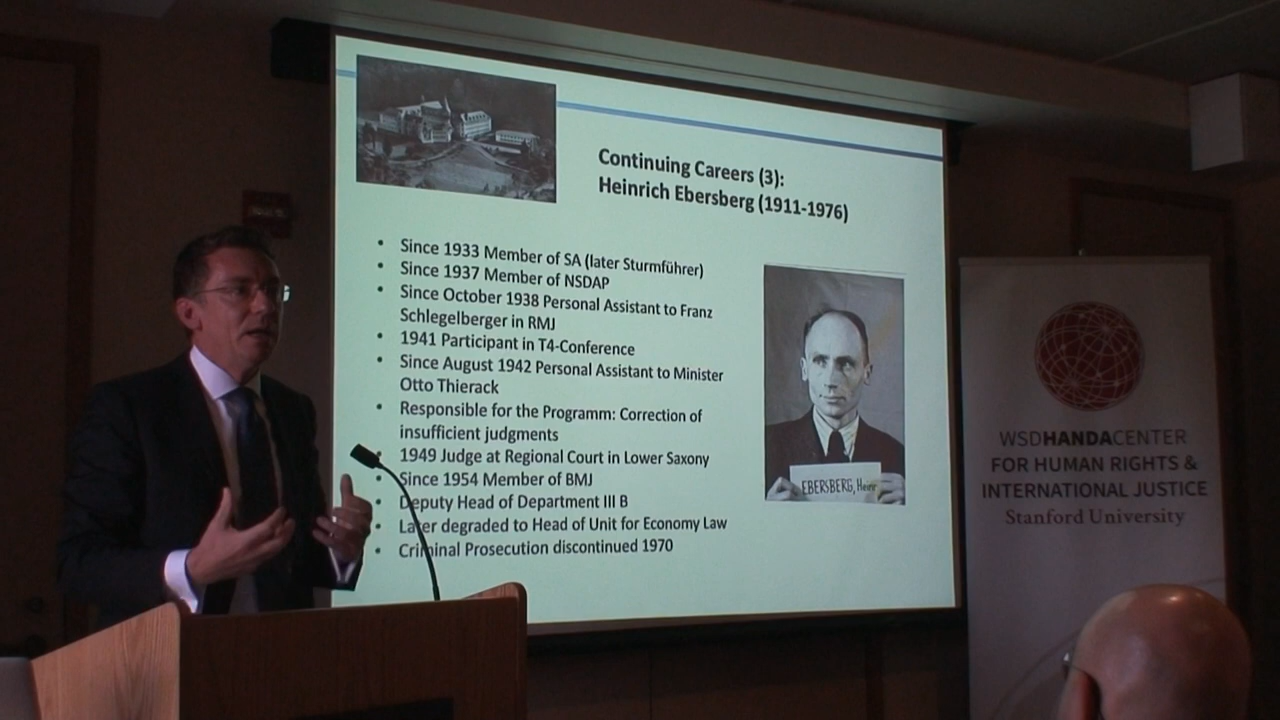 Continuing Careers (3):
Heinrich Ebersberg (1911-1976)
• Since 1933 Member of SA (later Sturmführer)
• Since 1937 Member of NSDAP
• Since October 1938 Personal Assistant to Franz
Schlegelberger in RMJ
• 1941 Participant in T4-Conference
• Since August 1942 Personal Assistant to Minister
Otto Thierack
• Responsible for the Programm: Correction of
insufficient judgments
• 1949 Judge at Regional Court in Lower Saxony
• Since 1954 Member of BMJ
• Deputy Head of Department III B
• Later degraded to Head of Unit for Economy Law
• Criminal Prosecution discontinued 1970
EBERSBERG, Heinr
WSDHANDACENTER
FOR HUMAN RIGHTS &
INTERNATIONAL JUSTICE
Stanford University